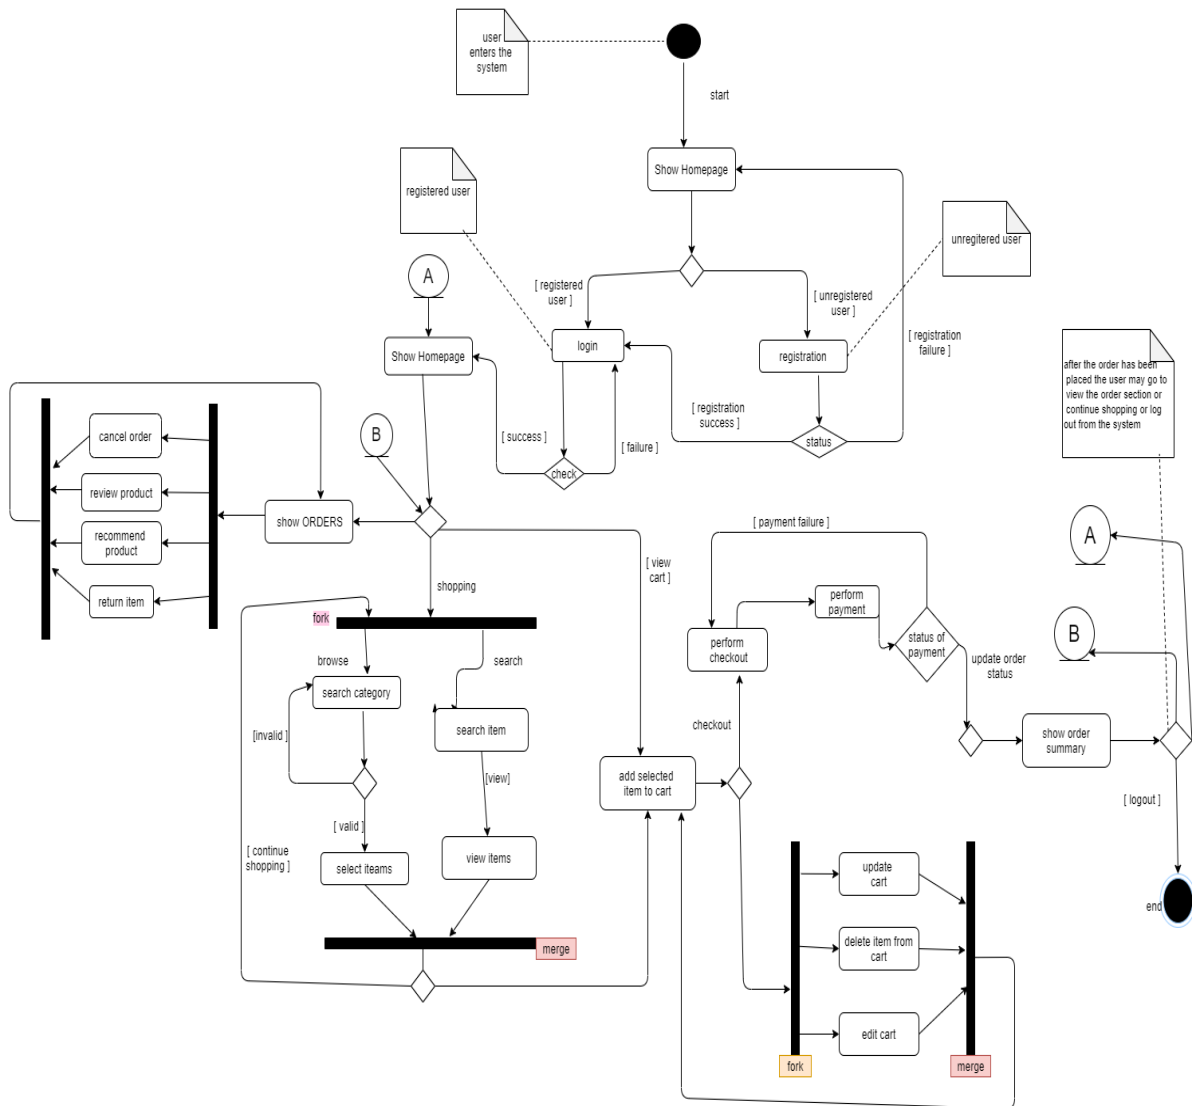 user
enters the
system
start
Show Homepage
registered user
unregitered user
A
[ registered
user ]
[ unregistered
user ]
[ registration
failure ]
Show Homepage
login
registration
after the order has been
placed the user may go to
view the order section or
continue shopping or log
out from the system
[ registration
success ]
B
[ success ]
[ failure ]
status
check
cancel order
review product
recommend
product
return item
show ORDERS
[ payment failure ]
A
[ view
cart ]
shopping
fork
perform
payment
B
perform
checkout
status of
payment
browse
search
update order
status
search category
search item
checkout
show order
summary
[invalid ]
[view]
add selected
item to cart
[ logout ]
[ valid ]
[ continue
shopping ]
select iteams
view items
update
cart
end
delete item from
cart
merge
edit cart
fork
merge